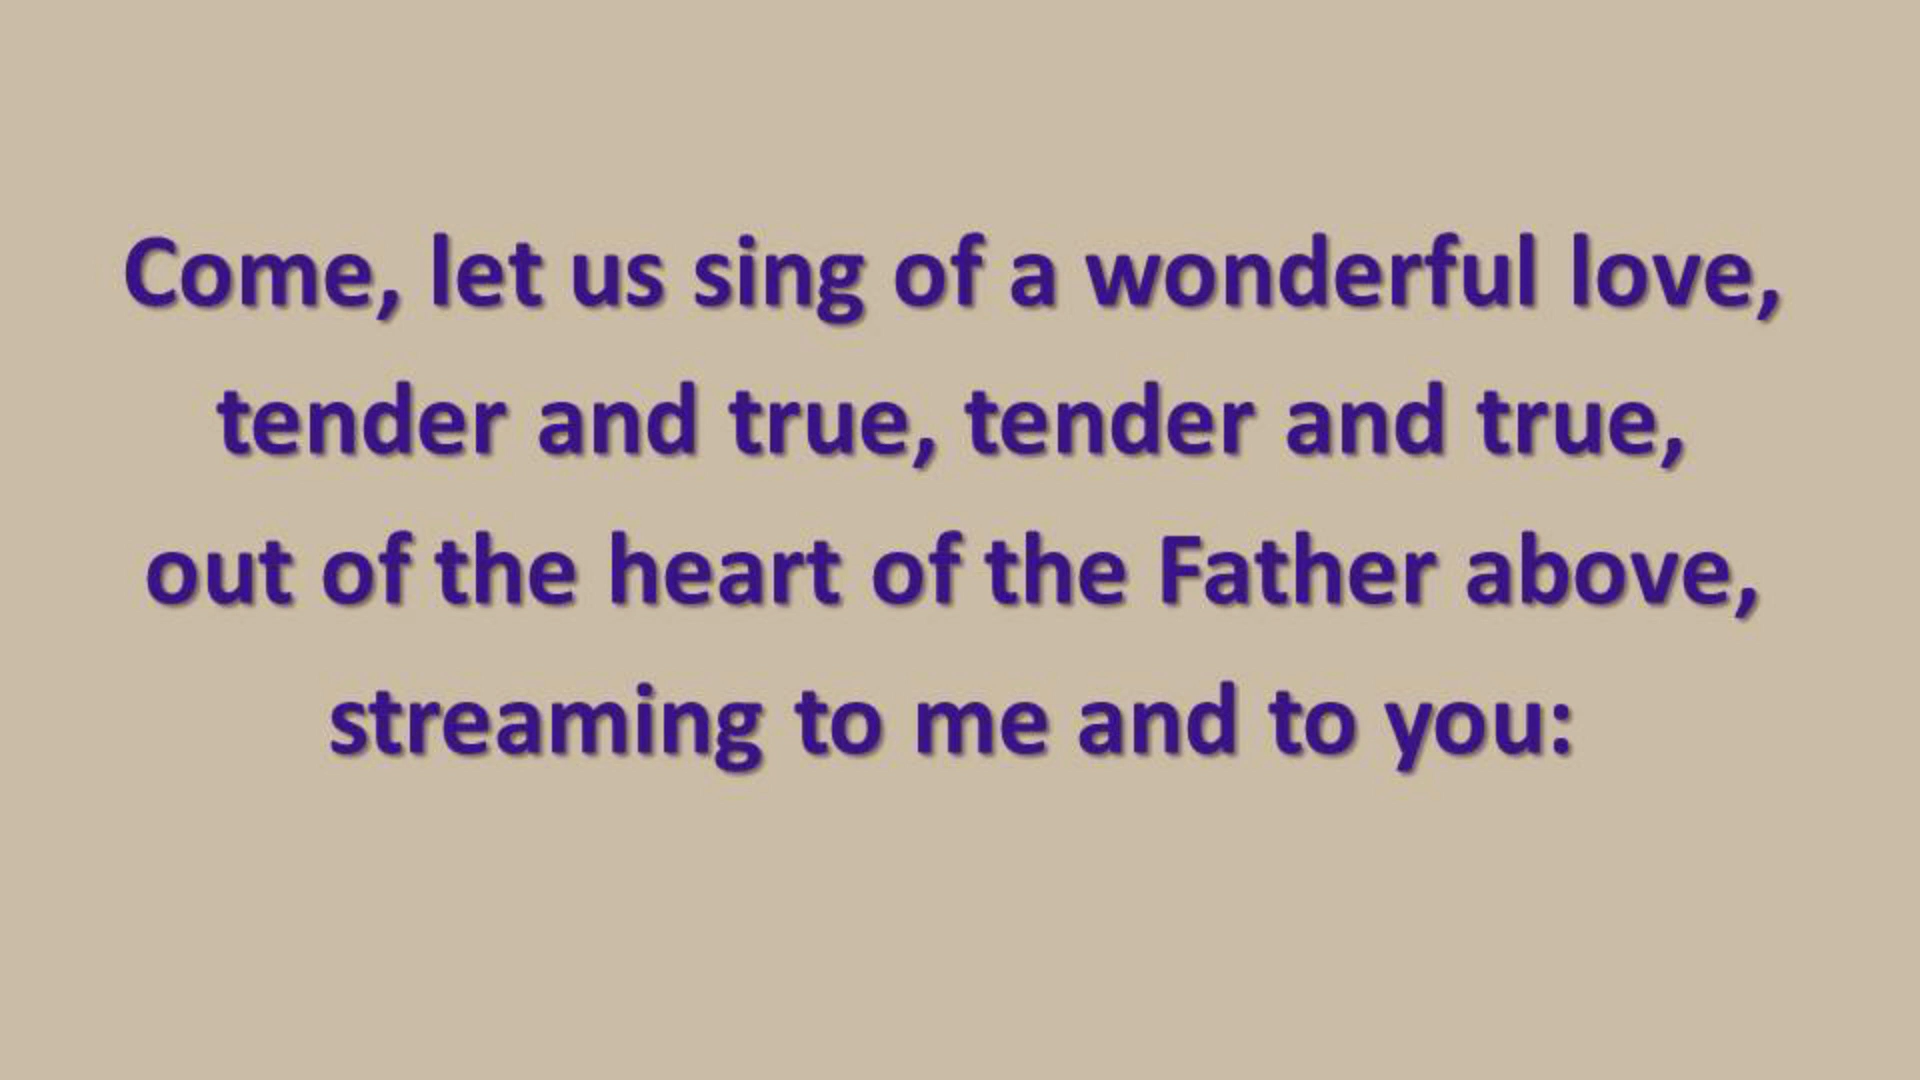 Come, let us sing of a wonderful love,
tender and true, tender and true,
out of the heart of the Father above,
streaming to me and to you: